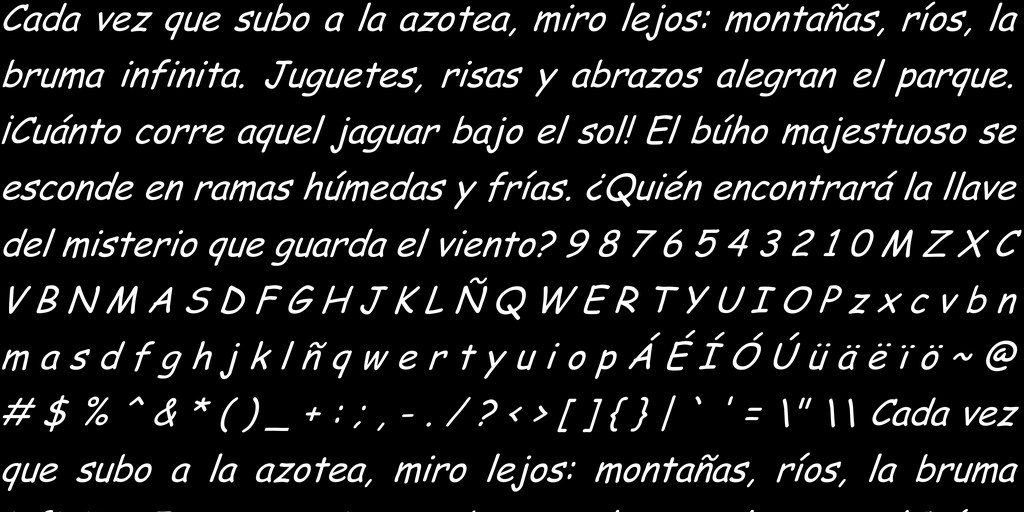 Cada vez que subo a la azotea, miro lejos: montañas, ríos, la
bruma infinita. Juguetes, risas y abrazos alegran el parque.
¡Cuánto corre aquel jaguar bajo el sol! El búho majestuoso se
esconde en ramas húmedas y frías. ¿Quién encontrará la llave
del misterio que guarda el viento? 9 8 7 6 5 4 3 2 1 0 M Z X C
V B N M A S D F G H J K L Ñ Q W E R T Y U I O P z x c v b n
m a s d f g h j k l ñ q w e r t y u i o p Á É Í Ó Ú ü ä ë ï ö ~ @
# $ % ^ & * ( ) _ + : ; , - . / ? < > [ ] { } | ` ' = \" \\ Cada vez
que subo a la azotea, miro lejos: montañas, ríos, la bruma